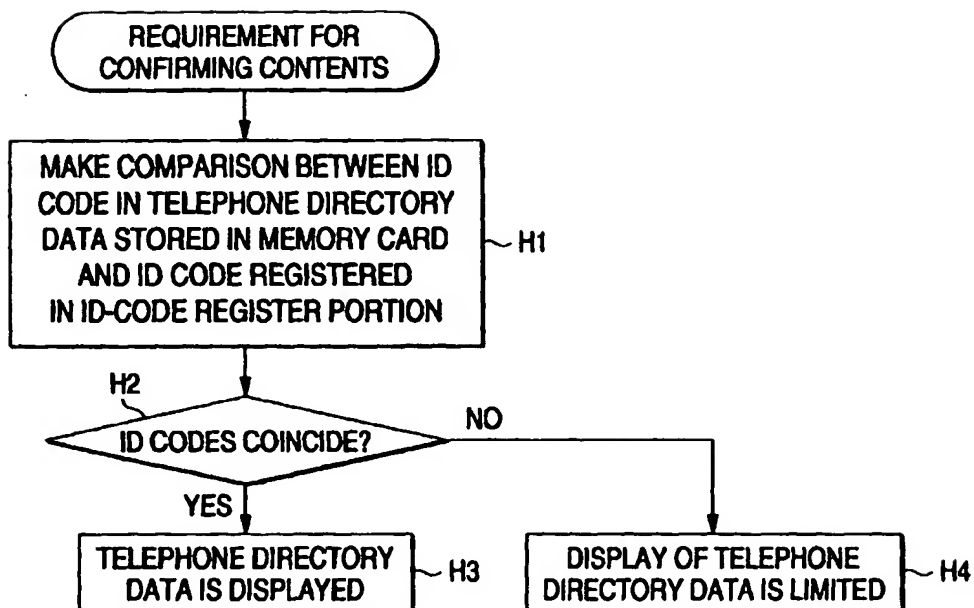 REQUIREMENT FOR
CONFIRMING CONTENTS
MAKE COMPARISON BETWEEN ID
CODE IN TELEPHONE DIRECTORY
DATA STORED IN MEMORY CARD
AND ID CODE REGISTERED
IN ID-CODE REGISTER PORTION
H1
H2
ID CODES COINCIDE?
NO
YES
TELEPHONE DIRECTORY
DATA IS DISPLAYED
H3
DISPLAY OF TELEPHONE
DIRECTORY DATA IS LIMITED
H4